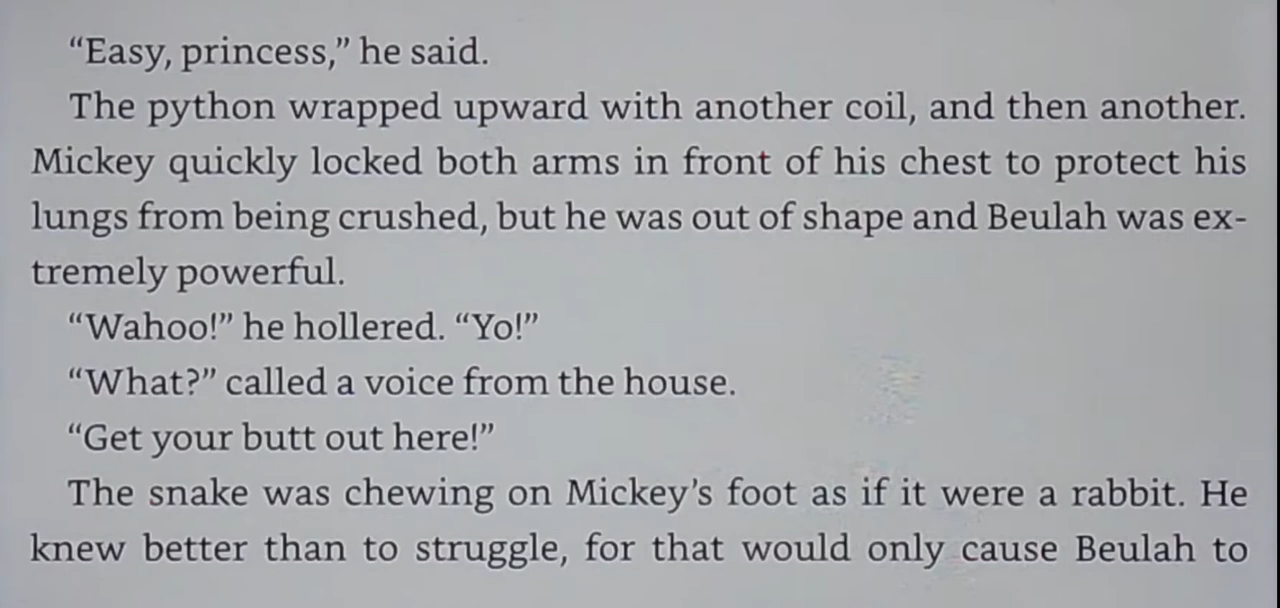 “Easy, princess,” he said.
The python wrapped upward with another coil, and then another.
Mickey quickly locked both arms in front of his chest to protect his
lungs from being crushed, but he was out of shape and Beulah was ex-
tremely powerful.
“Wahoo!” he hollered. “Yo!”
“What?” called a voice from the house.
“Get your butt out here!”
The snake was chewing on Mickey’s foot as if it were a rabbit. He
knew better than to struggle, for that would only cause Beulah to